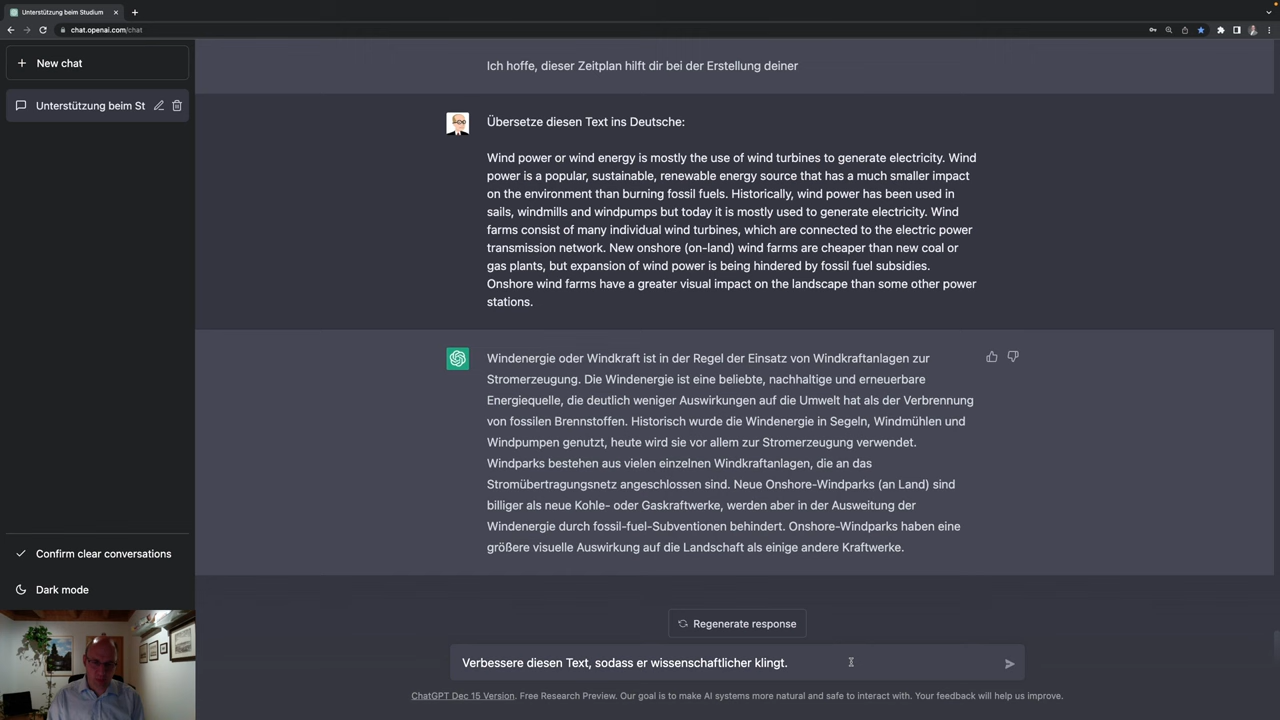 Unterstützung beim Studium
chat.openai.com/chat
New chat
Unterstützung beim St
Confirm clear conversations
Dark mode
Ich hoffe, dieser Zeitplan hilft dir bei der Erstellung deiner
Übersetze diesen Text ins Deutsche:
Wind power or wind energy is mostly the use of wind turbines to generate electricity. Wind
power is a popular, sustainable, renewable energy source that has a much smaller impact
on the environment than burning fossil fuels. Historically, wind power has been used in
sails, windmills and windpumps but today it is mostly used to generate electricity. Wind
farms consist of many individual wind turbines, which are connected to the electric power
transmission network. New onshore (on-land) wind farms are cheaper than new coal or
gas plants, but expansion of wind power is being hindered by fossil fuel subsidies.
Onshore wind farms have a greater visual impact on the landscape than some other power
stations.
Windenergie oder Windkraft ist in der Regel der Einsatz von Windkraftanlagen zur
Stromerzeugung. Die Windenergie ist eine beliebte, nachhaltige und erneuerbare
Energiequelle, die deutlich weniger Auswirkungen auf die Umwelt hat als der Verbrennung
von fossilen Brennstoffen. Historisch wurde die Windenergie in Segeln, Windmühlen und
Windpumpen genutzt, heute wird sie vor allem zur Stromerzeugung verwendet.
Windparks bestehen aus vielen einzelnen Windkraftanlagen, die an das
Stromübertragungsnetz angeschlossen sind. Neue Onshore-Windparks (an Land) sind
billiger als neue Kohle- oder Gaskraftwerke, werden aber in der Ausweitung der
Windenergie durch fossil-fuel-Subventionen behindert. Onshore-Windparks haben eine
größere visuelle Auswirkung auf die Landschaft als einige andere Kraftwerke.
Regenerate response
Verbessere diesen Text, sodass er wissenschaftlicher klingt.
ChatGPT Dec 15 Version. Free Research Preview. Our goal is to make AI systems more natural and safe to interact with. Your feedback will help us improve.